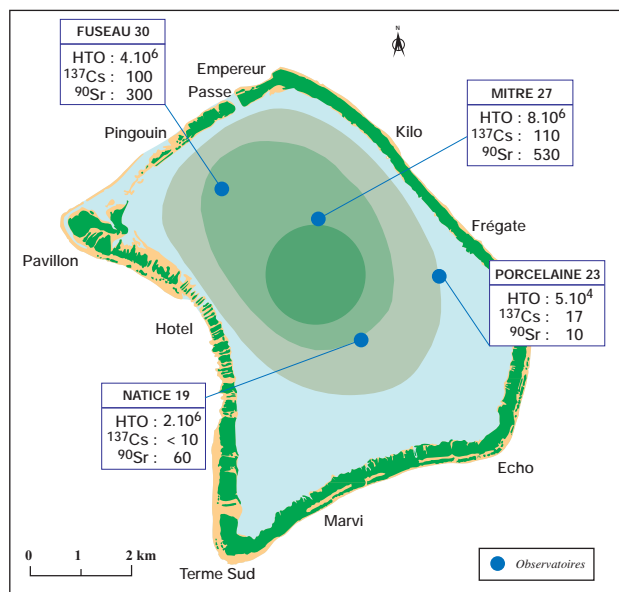 FUSEAU 30
HTO : 4.10⁶
¹³⁷Cs : 100
⁹⁰Sr : 300
N
Empereur
Passe
Pingouin
MITRE 27
HTO : 8.10⁶
¹³⁷Cs : 110
⁹⁰Sr : 530
Kilo
Frégate
Pavillon
PORCELAINE 23
HTO : 5.10⁴
¹³⁷Cs : 17
⁹⁰Sr : 10
Hotel
NATICE 19
HTO : 2.10⁶
¹³⁷Cs : < 10
⁹⁰Sr : 60
Echo
Marvi
0 1 2 km
Terme Sud
Observatoires